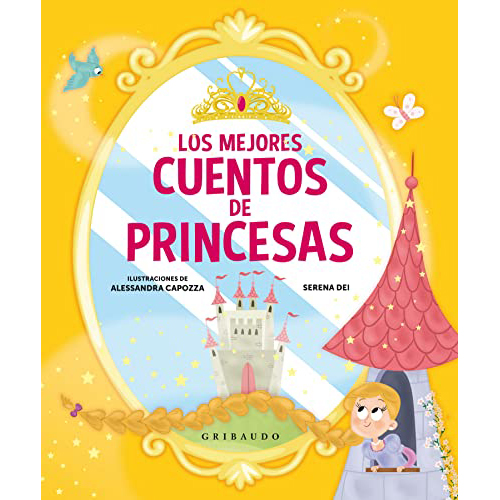 LOS MEJORES
CUENTOS
DE
PRINCESAS
ILUSTRACIONES DE
ALESSANDRA CAPOZZA
SERENA DEI
GRIBAUDO